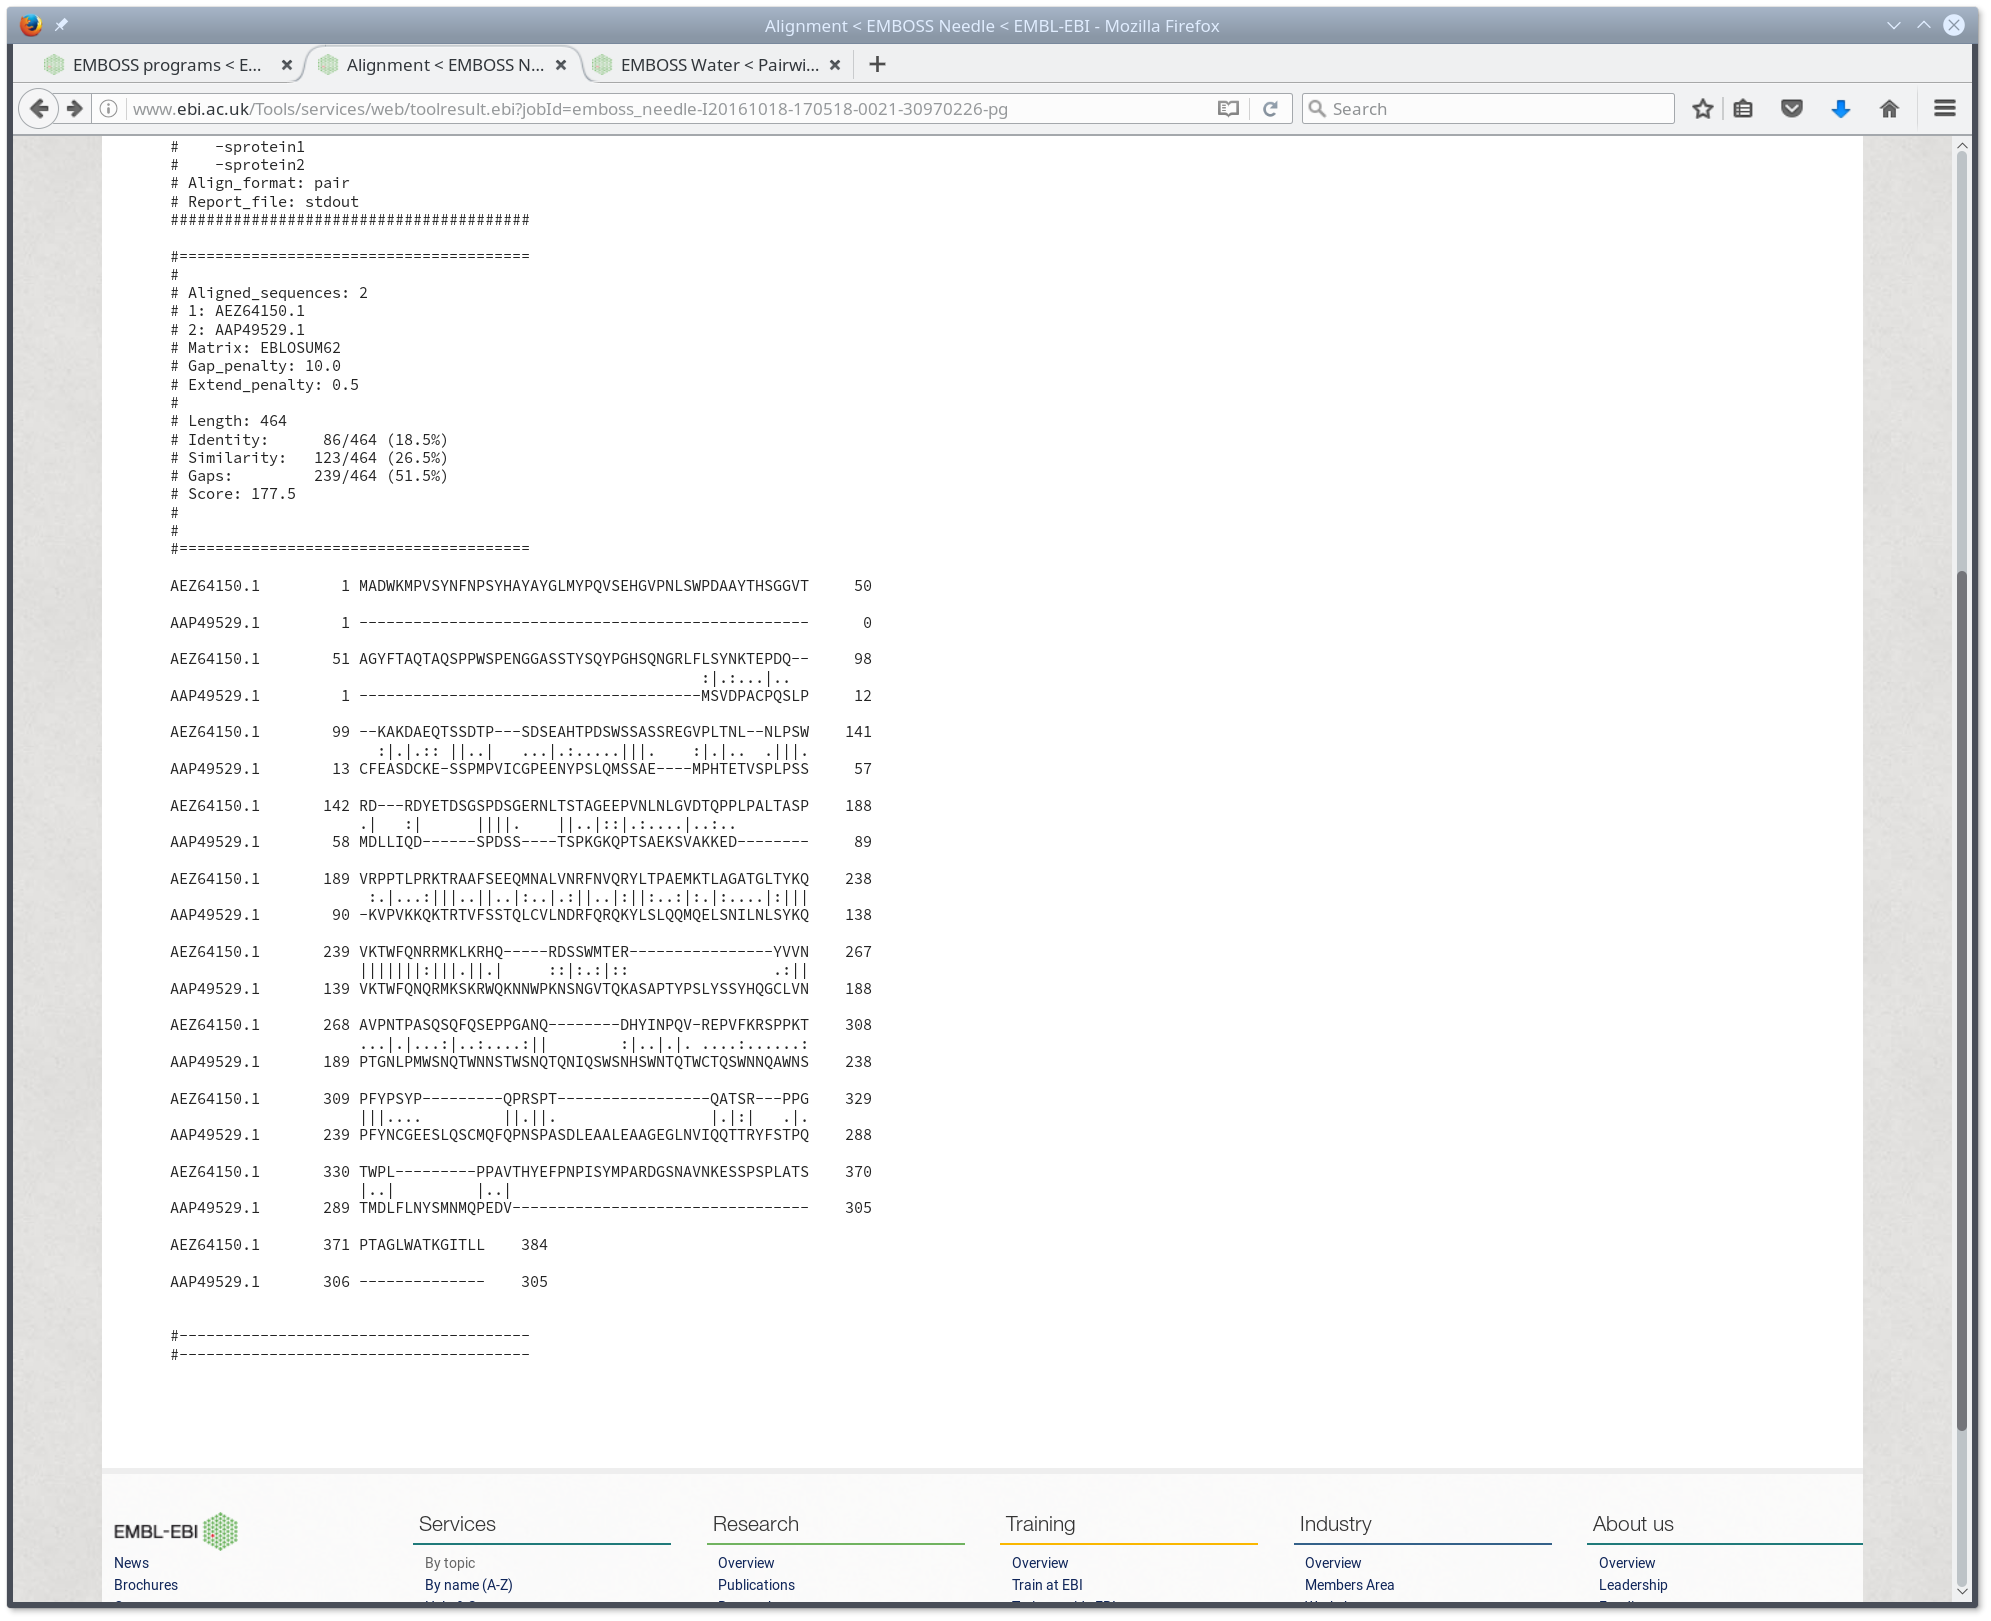 Alignment < EMBOSS Needle < EMBL-EBI - Mozilla Firefox
EMBOSS programs < E...
Alignment < EMBOSS N...
EMBOSS Water < Pairwi...
www.ebi.ac.uk/Tools/services/web/toolresult.ebi?jobId=emboss_needle-I20161018-170518-0021-30970226-pg
Search
#    -sprotein1
#    -sprotein2
# Align_format: pair
# Report_file: stdout
########################################

#=======================================
#
# Aligned_sequences: 2
# 1: AEZ64150.1
# 2: AAP49529.1
# Matrix: EBLOSUM62
# Gap_penalty: 10.0
# Extend_penalty: 0.5
#
# Length: 464
# Identity:      86/464 (18.5%)
# Similarity:   123/464 (26.5%)
# Gaps:         239/464 (51.5%)
# Score: 177.5
#
#
#=======================================

AEZ64150.1         1 MADWKMPVSYNFNPSYHAYAYGLMYPQVSEHGVPNLSWPDAAYTHSGGVT     50

AAP49529.1         1 --------------------------------------------------      0

AEZ64150.1        51 AGYFTAQTAQSPPWSPENGGASSTYSQYPGHSQNGRLFLSYNKTEPDQ--     98
                                                           :|.:...|..
AAP49529.1         1 --------------------------------------MSVDPACPQSLP     12

AEZ64150.1        99 --KAKDAEQTSSDTP---SDSEAHTPDSWSSASSREGVPLTNL--NLPSW    141
                       :|.|.:: ||..|   ...|.:.....|||.    :|.|..  .|||.
AAP49529.1        13 CFEASDCKE-SSPMPVICGPEENYPSLQMSSAE----MPHTETVSPLPSS     57

AEZ64150.1       142 RD---RDYETDSGSPDSGERNLTSTAGEEPVNLNLGVDTQPPLPALTASP    188
                     .|   :|      ||||.    ||..|::|.:....|..:..
AAP49529.1        58 MDLLIQD------SPDSS----TSPKGKQPTSAEKSVAKKED--------     89

AEZ64150.1       189 VRPPTLPRKTRAAFSEEQMNALVNRFNVQRYLTPAEMKTLAGATGLTYKQ    238
                      :.|...:|||..||..|:..|.:||..|:||:..:|:.|:....|:|||
AAP49529.1        90 -KVPVKKQKTRTVFSSTQLCVLNDRFQRQKYLSLQQMQELSNILNLSYKQ    138

AEZ64150.1       239 VKTWFQNRRMKLKRHQ-----RDSSWMTER----------------YVVN    267
                     |||||||:|||.||.|     ::|:.:|::                .:||
AAP49529.1       139 VKTWFQNQRMKSKRWQKNNWPKNSNGVTQKASAPTYPSLYSSYHQGCLVN    188

AEZ64150.1       268 AVPNTPASQSQFQSEPPGANQ--------DHYINPQV-REPVFKRSPPKT    308
                     ...|.|...:|..:....:||        :|..|.|. ....:......:
AAP49529.1       189 PTGNLPMWSNQTWNNSTWSNQTQNIQSWSNHSWNTQTWCTQSWNNQAWNS    238

AEZ64150.1       309 PFYPSYP---------QPRSPT-----------------QATSR---PPG    329
                     |||....         ||.||.                 |.|:|   .|.
AAP49529.1       239 PFYNCGEESLQSCMQFQPNSPASDLEAALEAAGEGLNVIQQTTRYFSTPQ    288

AEZ64150.1       330 TWPL---------PPAVTHYEFPNPISYMPARDGSNAVNKESSPSPLATS    370
                     |..|         |..|
AAP49529.1       289 TMDLFLNYSMNMQPEDV---------------------------------    305

AEZ64150.1       371 PTAGLWATKGITLL    384

AAP49529.1       306 --------------    305

#---------------------------------------
#---------------------------------------
EMBL-EBI
News
Brochures
Services
By topic
By name (A-Z)
Research
Overview
Publications
Training
Overview
Train at EBI
Industry
Overview
Members Area
About us
Overview
Leadership